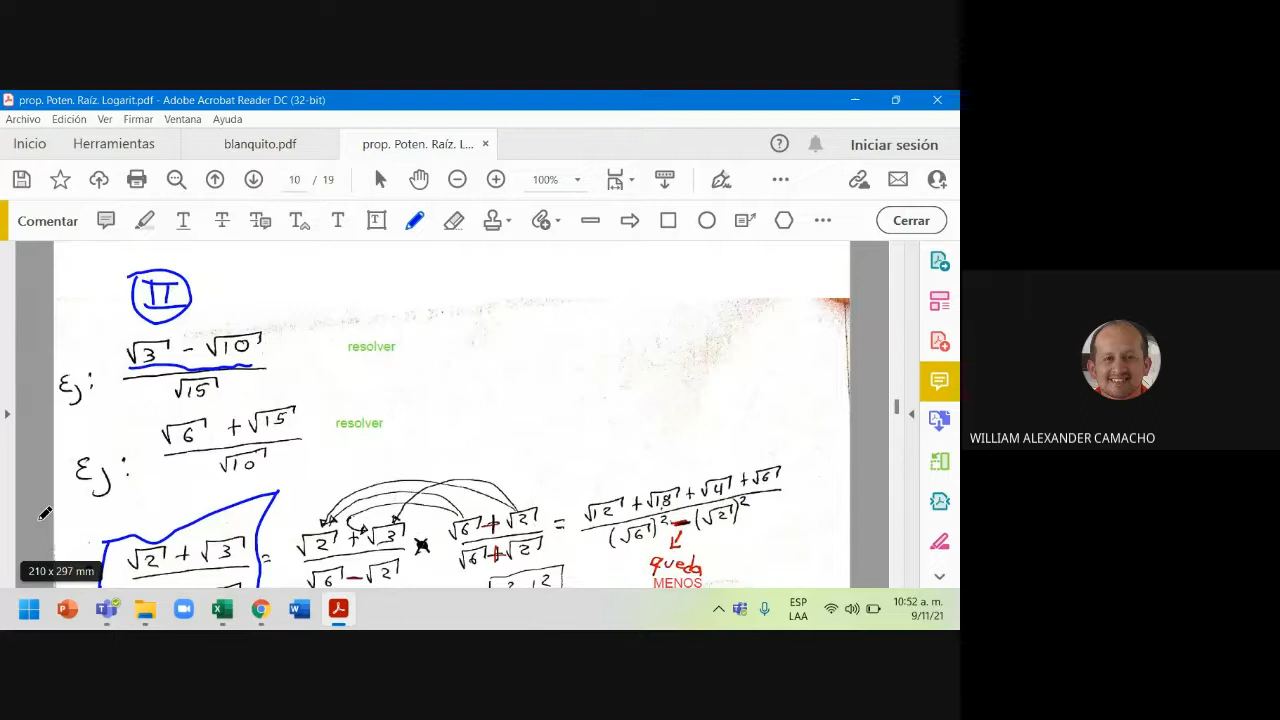 prop. Poten. Raíz. Logarit.pdf - Adobe Acrobat Reader DC (32-bit)
Archivo Edición Ver Firmar Ventana Ayuda
Inicio Herramientas blanquito.pdf prop. Poten. Raíz. L... × Iniciar sesión
10 / 19 100%
Comentar Cerrar
II
Ej: (√3 - √10) / √15 resolver
Ej: (√6 + √15) / √10 resolver
(√2 + √3) = (√2 + √3) / (√6 - √2) × (√6 + √2) / (√6 + √2) = (√12 + √18 + √4 + √6) / ((√6)² - (√2)²)
queda
MENOS
210 x 297 mm
ESP
LAA
10:52 a. m.
9/11/21
WILLIAM ALEXANDER CAMACHO